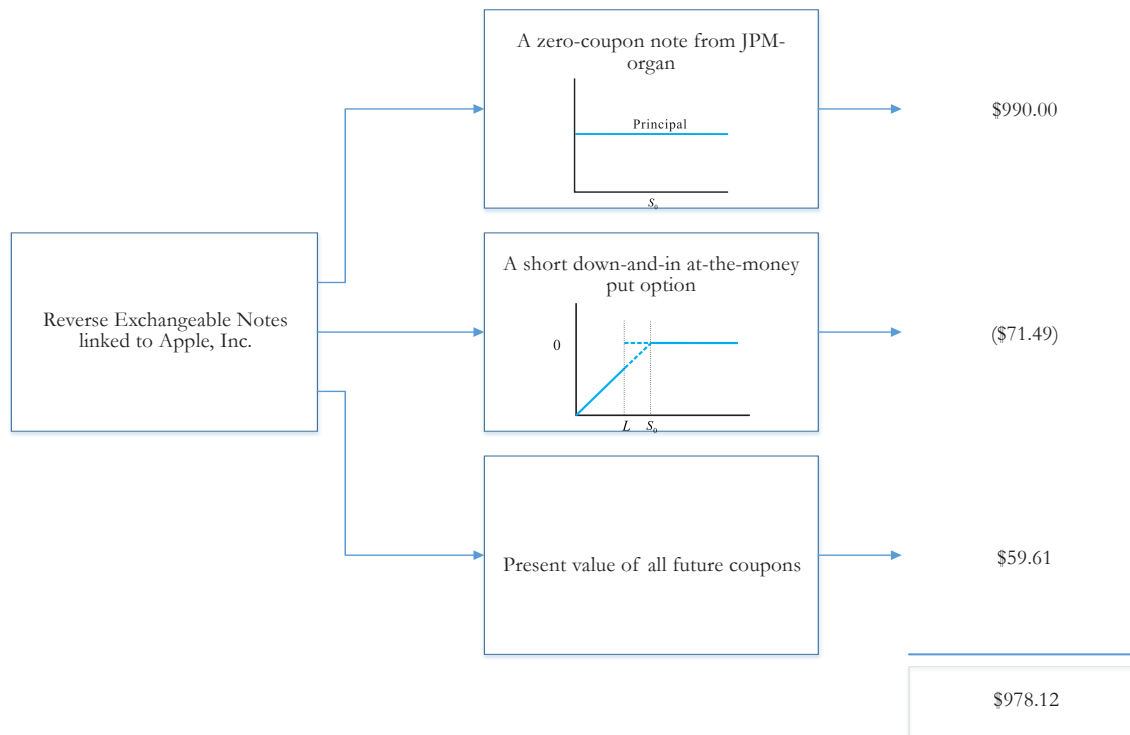 A zero-coupon note from JPM-
organ
Principal
S₀
$990.00
Reverse Exchangeable Notes
linked to Apple, Inc.
A short down-and-in at-the-money
put option
0
L S₀
($71.49)
Present value of all future coupons
$59.61
$978.12